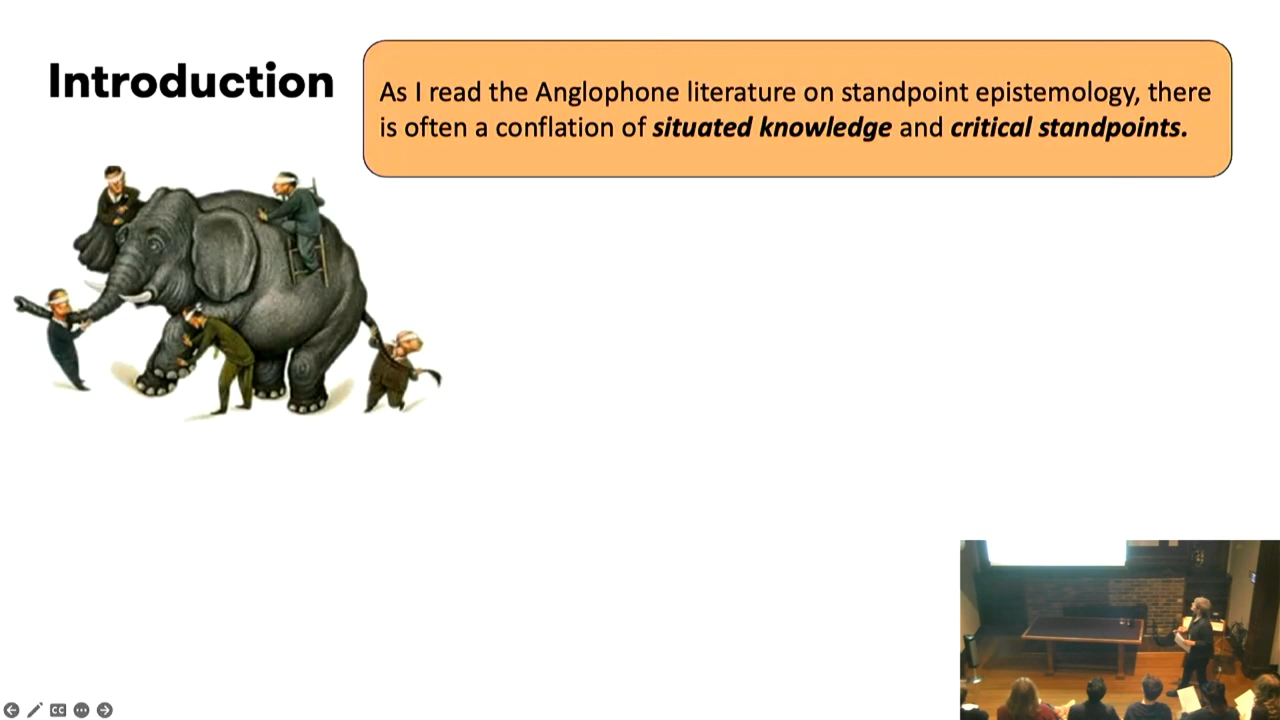 Introduction
As I read the Anglophone literature on standpoint epistemology, there
is often a conflation of situated knowledge and critical standpoints.
CC